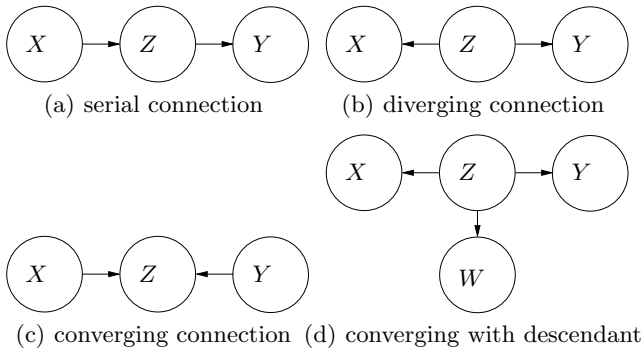 X Z Y
(a) serial connection
X Z Y
(b) diverging connection
X Z Y
(c) converging connection
X Z Y
W
(d) converging with descendant